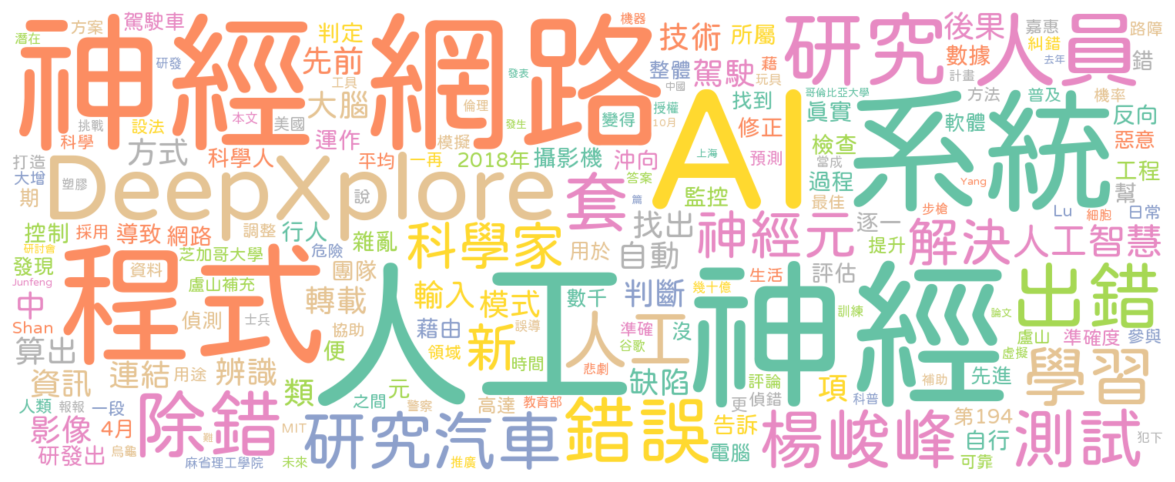 神經網路
AI
系統
人工神經
程式
DeepXplore
研究人員
研究汽車
除錯
錯誤
楊峻峰
測試
學習
出錯
人工
解決
人工智慧
神經元
套
科學家
新
後果
數據
嘉惠
糾錯
路障
去年
錯
計畫
方法
普及
機率
反向
惡意
軟體
工程
幫
檢查
當成
過程
最佳
步槍
細胞
日常
Lu
Yang
逐一
提升
評估
真實
哥倫比亞大學
找到
修正
預測
上海
監控
找出
自動
技術
所屬
整體
駕駛
藉
玩具
授權
10月
變得
中國
機器
發表
發生
倫理
攝影機
沖向
答案
篇
用於
先前
判定
大腦
工具
模擬
運作
平均
一再
2018年
美國
本文
研發
駕駛車
方案
潛在
挑戰
設法
科學
方式
科學人
打造
大增
塑膠
期
說
調整
行人
雜亂
危險
控制
採用
導致
網路
研討會
發現
芝加哥大學
Junfeng
資料
團隊
盧山補充
中
Shan
偵測
士兵
轉載
協助
輸入
模式
誤導
藉由
便
領域
時間
數千
判斷
準確
谷歌
沒
悲劇
缺陷
生活
幾十億
訓練
論文
虛擬
盧山
準確度
參與
先進
補助
評論
偵錯
更
項
科普
告訴
電腦
第194
自行
可靠
犯下
算出
資訊
連結
用途
辨識
類
元
之間
警察
高達
教育部
推廣
未來
MIT
麻省理工學院
難
烏龜
人類
報報
一段
影像
4月
研發出